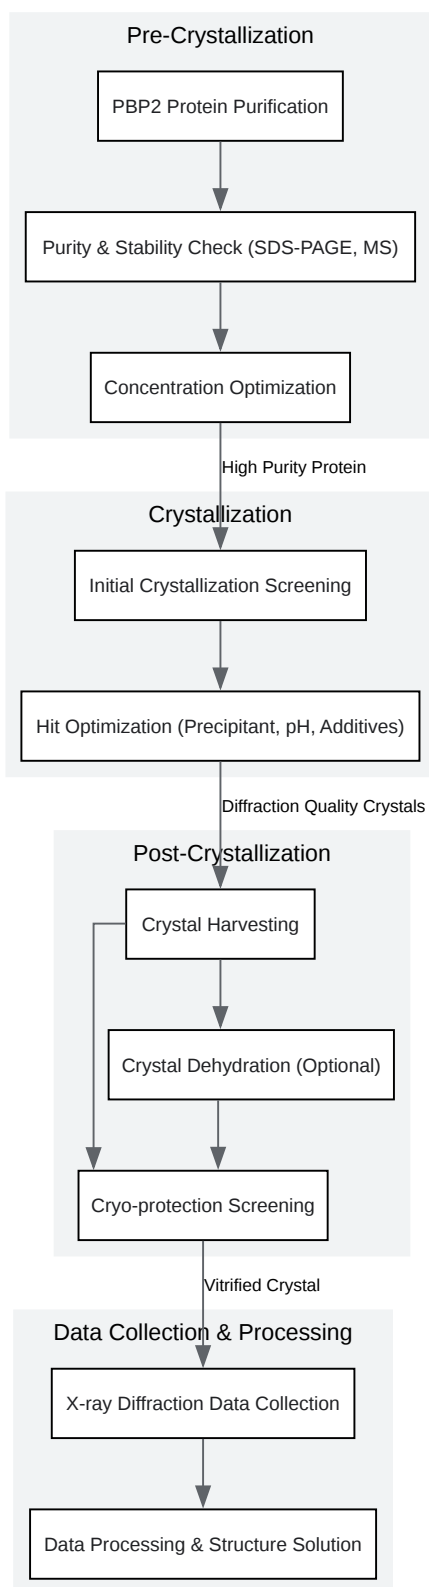 Pre-Crystallization
PBP2 Protein Purification
Purity & Stability Check (SDS-PAGE, MS)
Concentration Optimization
High Purity Protein
Crystallization
Initial Crystallization Screening
Hit Optimization (Precipitant, pH, Additives)
Diffraction Quality Crystals
Post-Crystallization
Crystal Harvesting
Crystal Dehydration (Optional)
Cryo-protection Screening
Vitrified Crystal
Data Collection & Processing
X-ray Diffraction Data Collection
Data Processing & Structure Solution